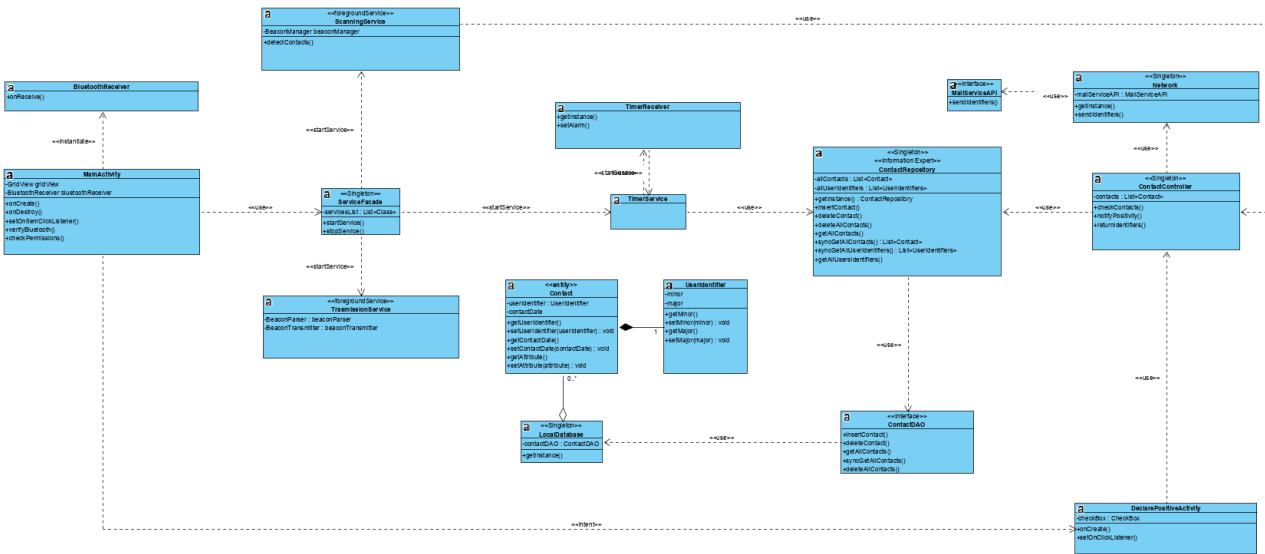 <<foregroundService>>
ScanningService
-BeaconManager beaconManager
+detectContacts()
<<use>>
BluetoothReceiver
+onReceive()
<<instantiate>>
<<startService>>
TimerReceiver
+getInstance()
+setAlarm()
<<startService>>
<<interface>>
MailServiceAPI
+sendIdentifiers()
<<use>>
<<Singleton>>
Network
-mailServiceAPI : MailServiceAPI
+getInstance()
+sendIdentifiers()
<<use>>
MainActivity
-GridView gridView
-BluetoothReceiver bluetoothReceiver
+onCreate()
+onDestroy()
+setOnItemClickListener()
+verifyBluetooth()
+checkPermissions()
<<use>>
<<Singleton>>
ServiceFacade
-servicesList : List<Class>
+startService()
+stopService()
<<startService>>
TimerService
<<use>>
<<Singleton>>
<<Information Expert>>
ContactRepository
-allContacts : List<Contact>
-allUserIdentifiers : List<UserIdentifiers>
+getInstance() : ContactRepository
+insertContact()
+deleteContact()
+deleteAllContacts()
+getAllContacts()
+syncGetAllContacts() : List<Contact>
+syncGetAllUserIdentifiers() : List<UserIdentifiers>
+getAllUsersIdentifiers()
<<use>>
<<Singleton>>
ContactController
-contacts : List<Contact>
+checkContacts()
+notifyPositivity()
+returnIdentifiers()
<<startService>>
<<foregroundService>>
TrasmissionService
-BeaconParser : beaconParser
-BeaconTransmitter : beaconTransmitter
<<entity>>
Contact
-userIdentifier : UserIdentifier
-contactDate
+getUserIdentifier()
+setUserIdentifier(userIdentifier) : void
+getContactDate()
+setContactDate(contactDate) : void
+getAttribute()
+setAttribute(attribute) : void
1
UserIdentifier
-minor
-major
+getMinor()
+setMinor(minor) : void
+getMajor()
+setMajor(major) : void
0..*
<<use>>
<<use>>
<<Singleton>>
LocalDatabase
-contactDAO : ContactDAO
+getInstance()
<<use>>
<<interface>>
ContactDAO
+insertContact()
+deleteContact()
+getAllContacts()
+syncGetAllContacts()
+deleteAllContacts()
<<intent>>
DeclarePositiveActivity
-checkBox : CheckBox
+onCreate()
+setOnClickListener()